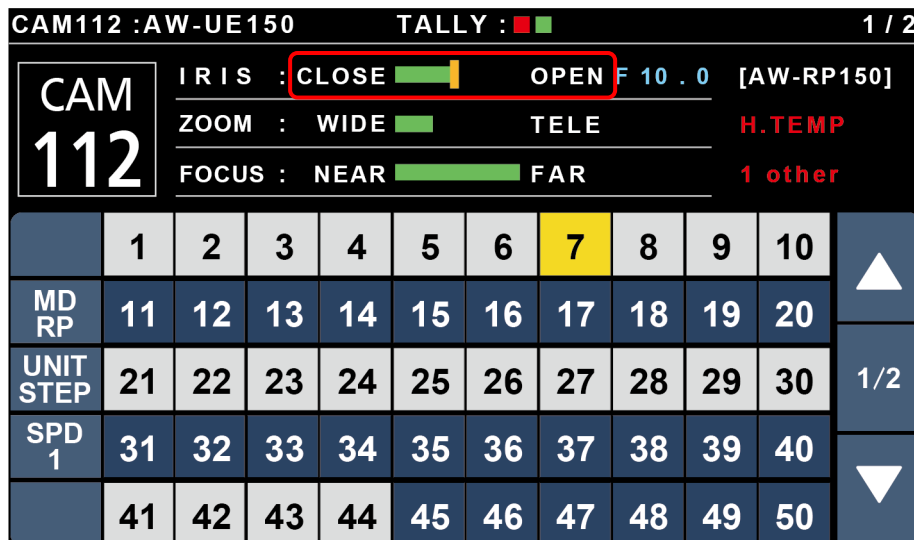 CAM112 :AW-UE150 TALLY : 1 / 2
CAM
112
IRIS : CLOSE OPEN F 10 . 0 [AW-RP150]
ZOOM : WIDE TELE H.TEMP
FOCUS : NEAR FAR 1 other
1 2 3 4 5 6 7 8 9 10
MD
RP
11 12 13 14 15 16 17 18 19 20
UNIT
STEP
21 22 23 24 25 26 27 28 29 30
1/2
SPD
1
31 32 33 34 35 36 37 38 39 40
41 42 43 44 45 46 47 48 49 50